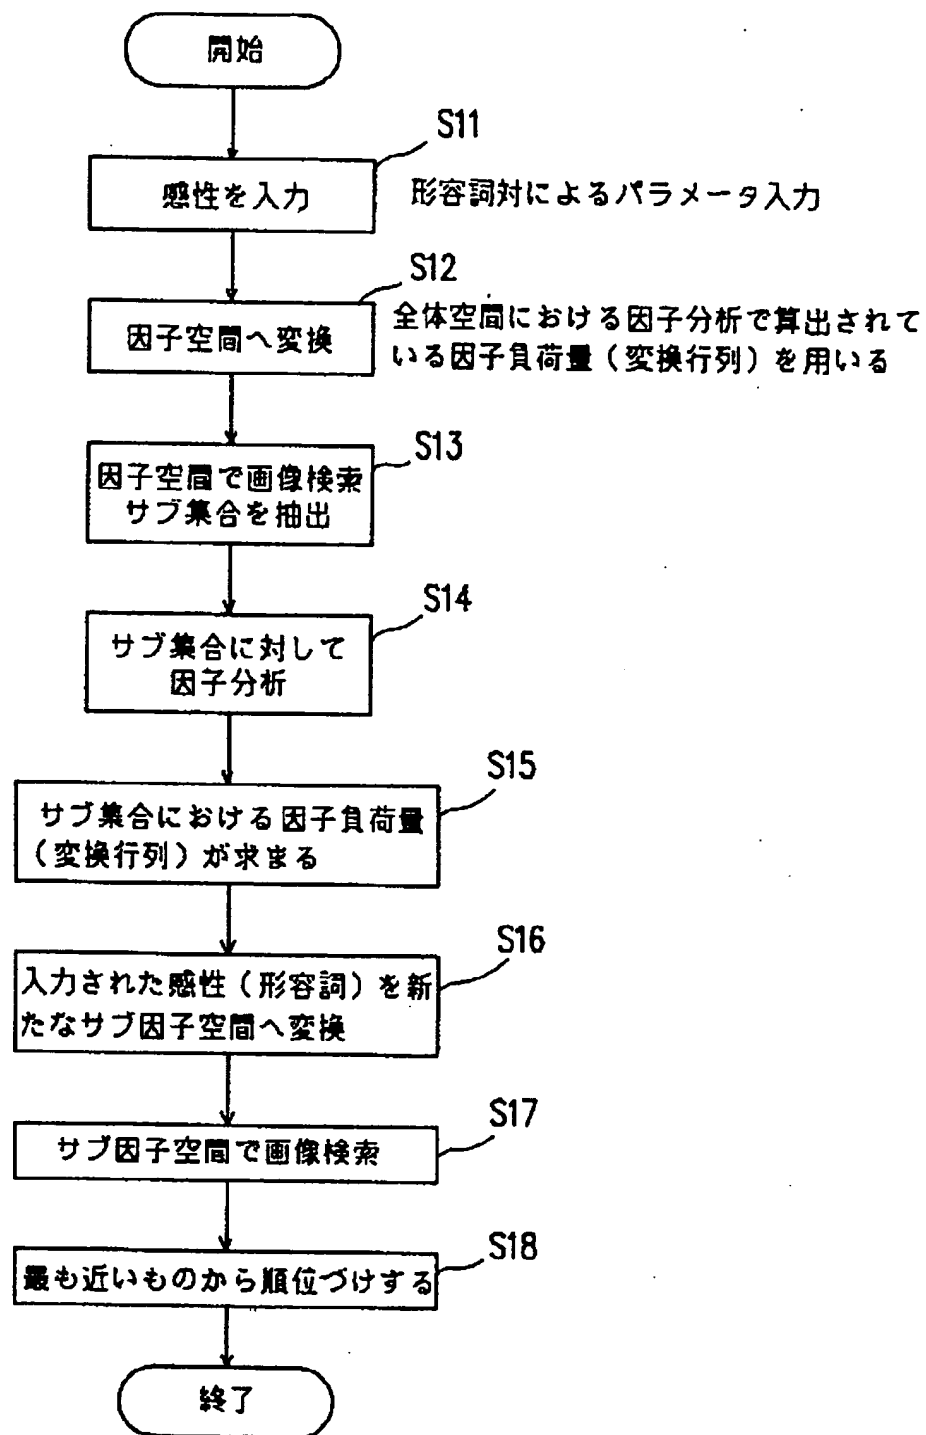 開始
S11
感性を入力
形容詞対によるパラメータ入力
S12
因子空間へ変換
全体空間における因子分析で算出されて
いる因子負荷量（変換行列）を用いる
S13
因子空間で画像検索
サブ集合を抽出
S14
サブ集合に対して
因子分析
S15
サブ集合における因子負荷量
（変換行列）が求まる
S16
入力された感性（形容詞）を新
たなサブ因子空間へ変換
S17
サブ因子空間で画像検索
S18
最も近いものから順位づけする
終了